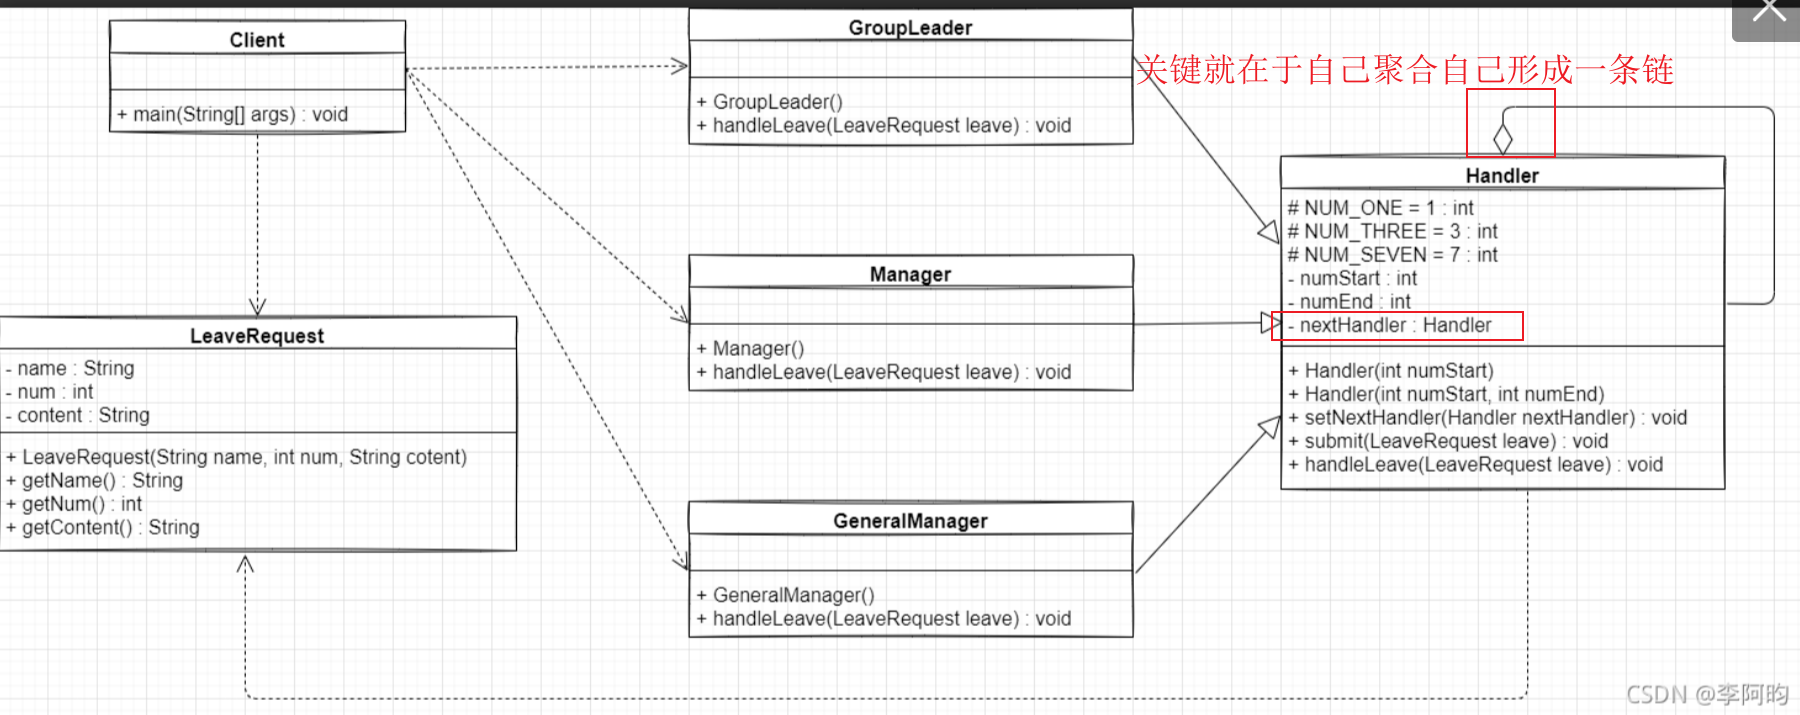 Client
+ main(String[] args) : void
GroupLeader
+ GroupLeader()
+ handleLeave(LeaveRequest leave) : void
关键就在于自己聚合自己形成一条链
Handler
# NUM_ONE = 1 : int
# NUM_THREE = 3 : int
# NUM_SEVEN = 7 : int
- numStart : int
- numEnd : int
- nextHandler : Handler
+ Handler(int numStart)
+ Handler(int numStart, int numEnd)
+ setNextHandler(Handler nextHandler) : void
+ submit(LeaveRequest leave) : void
+ handleLeave(LeaveRequest leave) : void
Manager
+ Manager()
+ handleLeave(LeaveRequest leave) : void
LeaveRequest
- name : String
- num : int
- content : String
+ LeaveRequest(String name, int num, String cotent)
+ getName() : String
+ getNum() : int
+ getContent() : String
GeneralManager
+ GeneralManager()
+ handleLeave(LeaveRequest leave) : void
CSDN @李阿昀